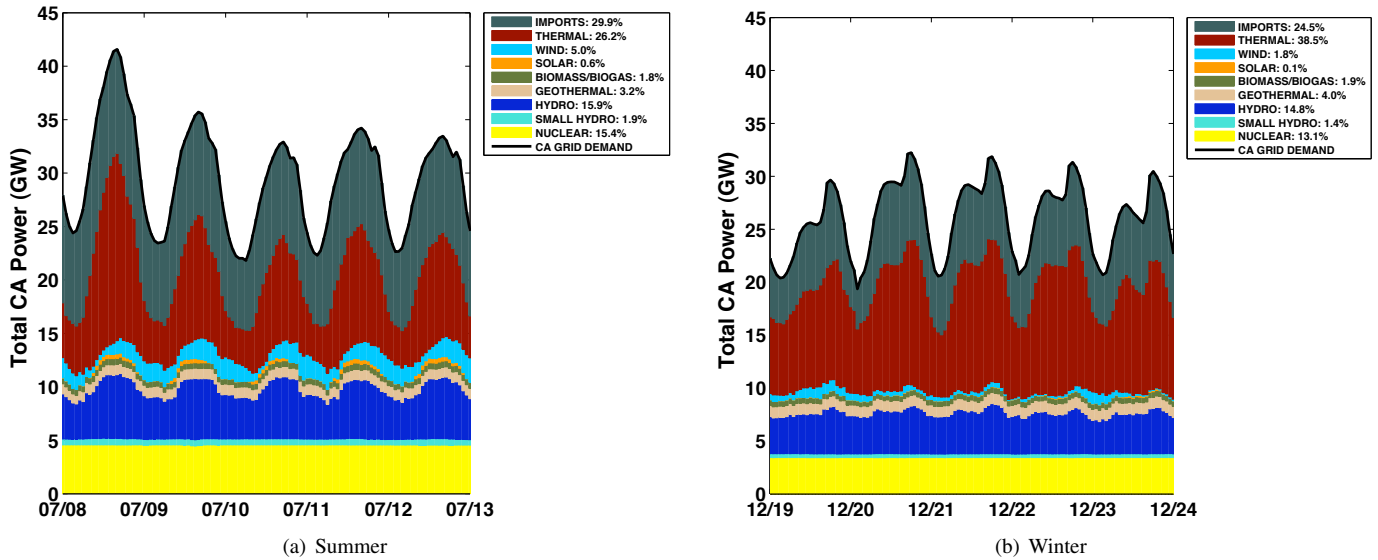 45
40
35
30
25
20
15
10
5
0
Total CA Power (GW)
07/08 07/09 07/10 07/11 07/12 07/13
IMPORTS: 29.9%
THERMAL: 26.2%
WIND: 5.0%
SOLAR: 0.6%
BIOMASS/BIOGAS: 1.8%
GEOTHERMAL: 3.2%
HYDRO: 15.9%
SMALL HYDRO: 1.9%
NUCLEAR: 15.4%
CA GRID DEMAND
(a) Summer
45
40
35
30
25
20
15
10
5
0
Total CA Power (GW)
12/19 12/20 12/21 12/22 12/23 12/24
IMPORTS: 24.5%
THERMAL: 38.5%
WIND: 1.8%
SOLAR: 0.1%
BIOMASS/BIOGAS: 1.9%
GEOTHERMAL: 4.0%
HYDRO: 14.8%
SMALL HYDRO: 1.4%
NUCLEAR: 13.1%
CA GRID DEMAND
(b) Winter